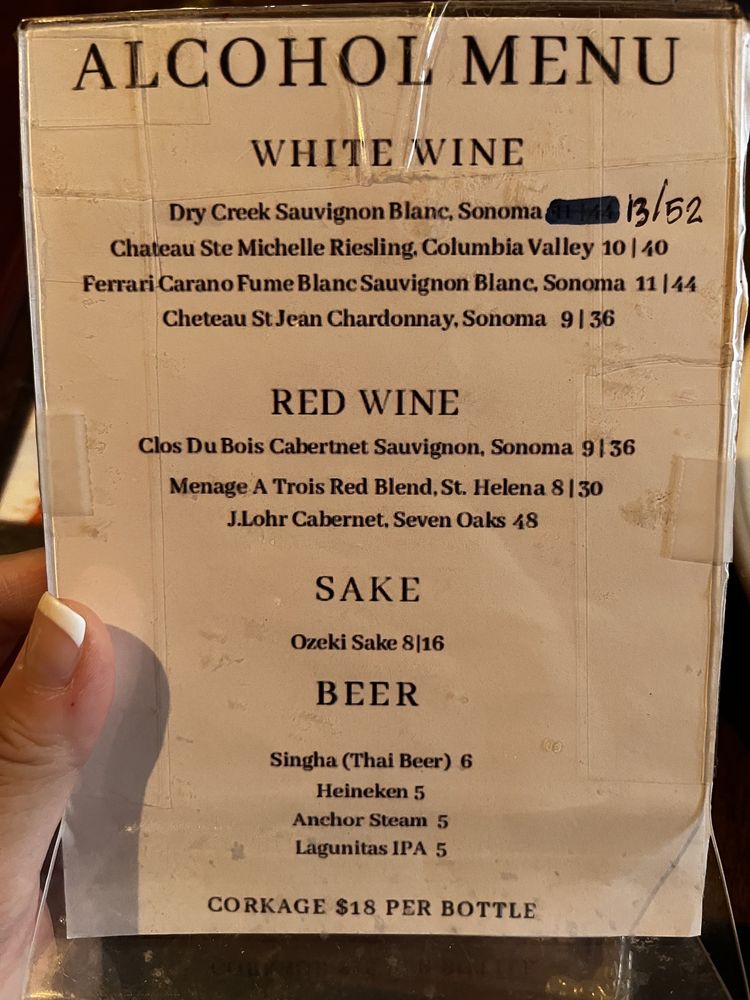 ALCOHOL MENU
WHITE WINE
Dry Creek Sauvignon Blanc, Sonoma 13/52
Chateau Ste Michelle Riesling, Columbia Valley 10 | 40
Ferrari Carano Fume Blanc Sauvignon Blanc, Sonoma 11 | 44
Cheteau St Jean Chardonnay, Sonoma 9 | 36
RED WINE
Clos Du Bois Cabertnet Sauvignon, Sonoma 9 | 36
Menage A Trois Red Blend, St. Helena 8 | 30
J.Lohr Cabernet, Seven Oaks 48
SAKE
Ozeki Sake 8|16
BEER
Singha (Thai Beer) 6
Heineken 5
Anchor Steam 5
Lagunitas IPA 5
CORKAGE $18 PER BOTTLE